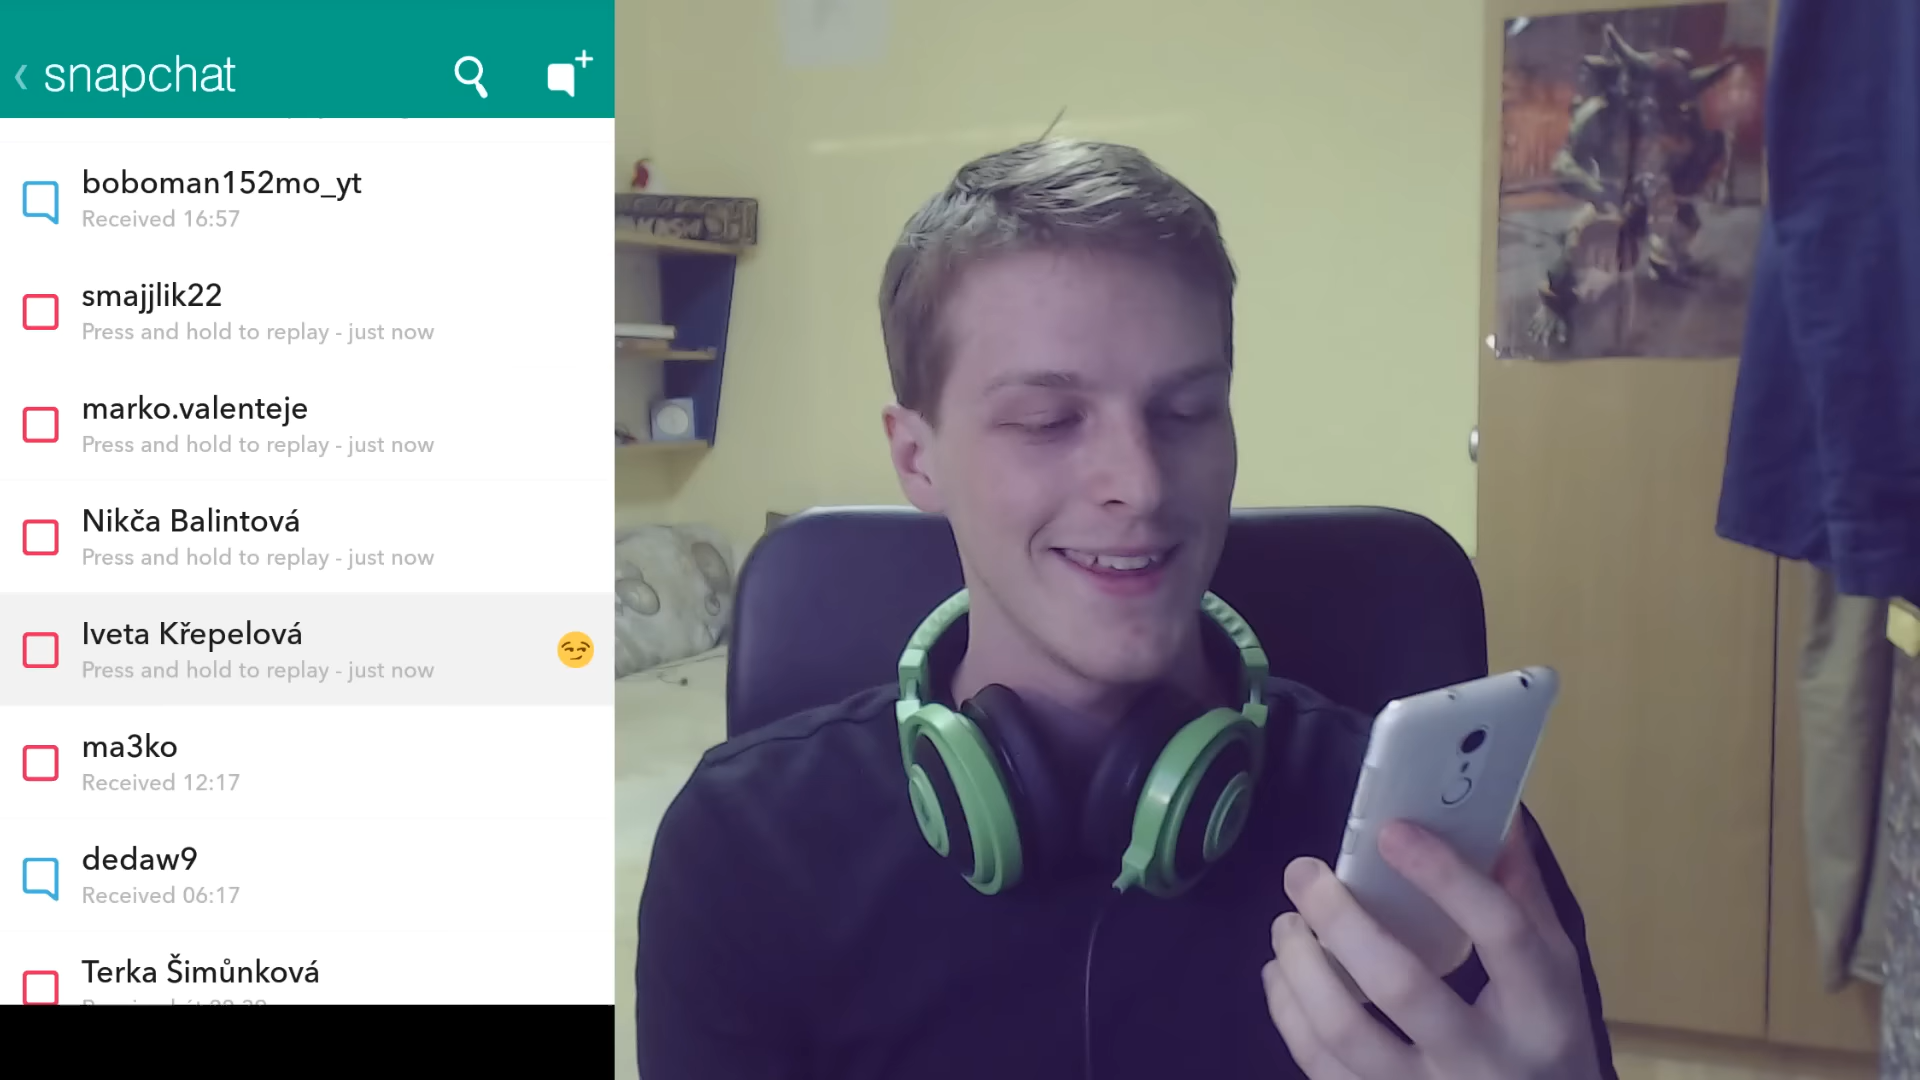 snapchat
boboman152mo_yt
Received 16:57
smajjlik22
Press and hold to replay - just now
marko.valenteje
Press and hold to replay - just now
Nikča Balintová
Press and hold to replay - just now
Iveta Křepelová
Press and hold to replay - just now
ma3ko
Received 12:17
dedaw9
Received 06:17
Terka Šimůnková